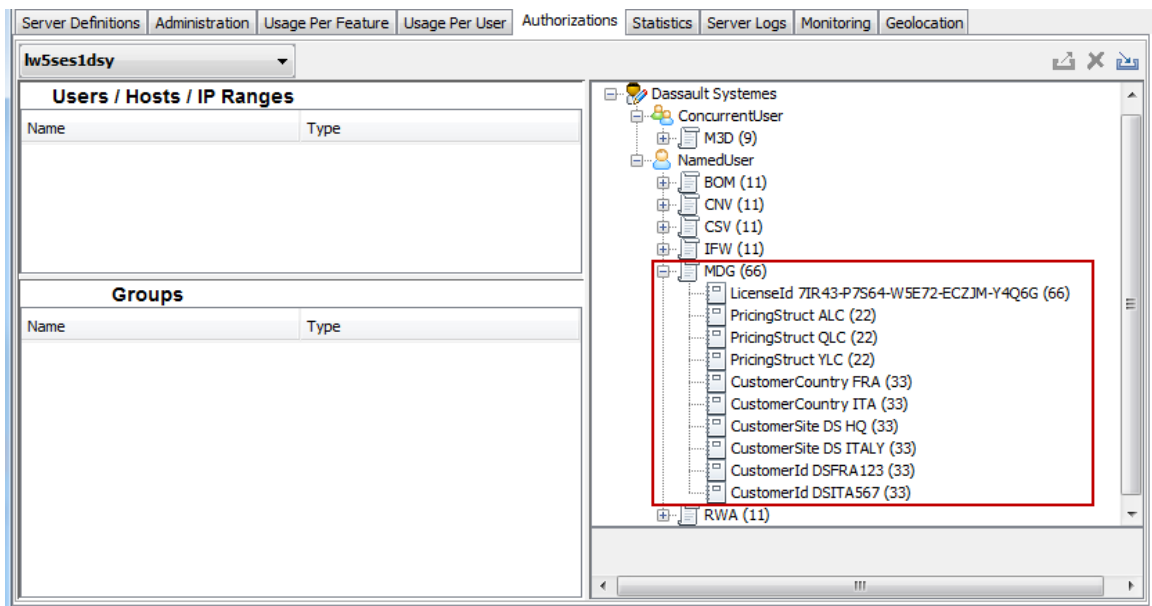 Server Definitions Administration Usage Per Feature Usage Per User Authorizations Statistics Server Logs Monitoring Geolocation
lw5ses1dsy
Users / Hosts / IP Ranges
Name Type
Groups
Name Type
Dassault Systemes
ConcurrentUser
M3D (9)
NamedUser
BOM (11)
CNV (11)
CSV (11)
IFW (11)
MDG (66)
LicenseId 7IR43-P7S64-W5E72-ECZJM-Y4Q6G (66)
PricingStruct ALC (22)
PricingStruct QLC (22)
PricingStruct YLC (22)
CustomerCountry FRA (33)
CustomerCountry ITA (33)
CustomerSite DS HQ (33)
CustomerSite DS ITALY (33)
CustomerId DSFRA123 (33)
CustomerId DSITA567 (33)
RWA (11)